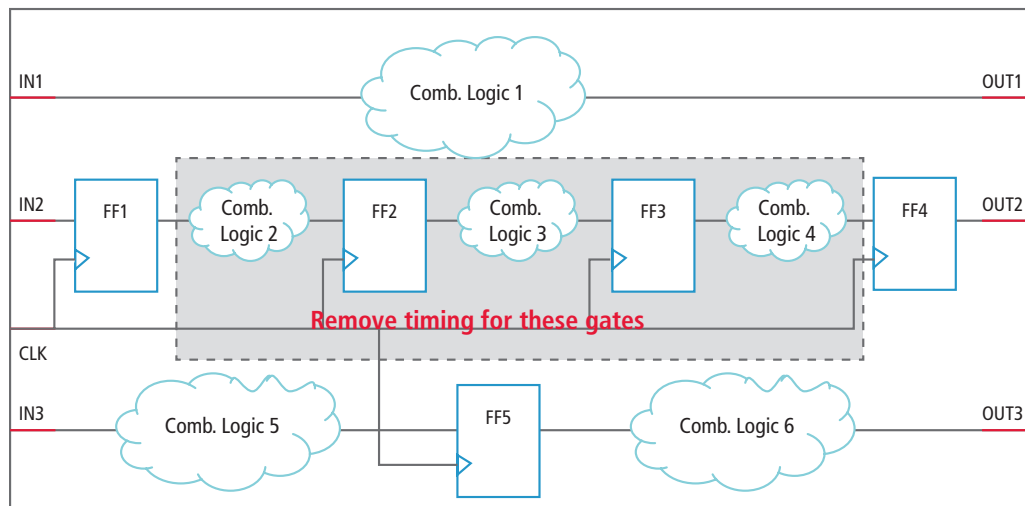 IN1
Comb. Logic 1
OUT1
IN2
FF1
Comb.
Logic 2
FF2
Comb.
Logic 3
FF3
Comb.
Logic 4
FF4
OUT2
Remove timing for these gates
CLK
IN3
Comb. Logic 5
FF5
Comb. Logic 6
OUT3